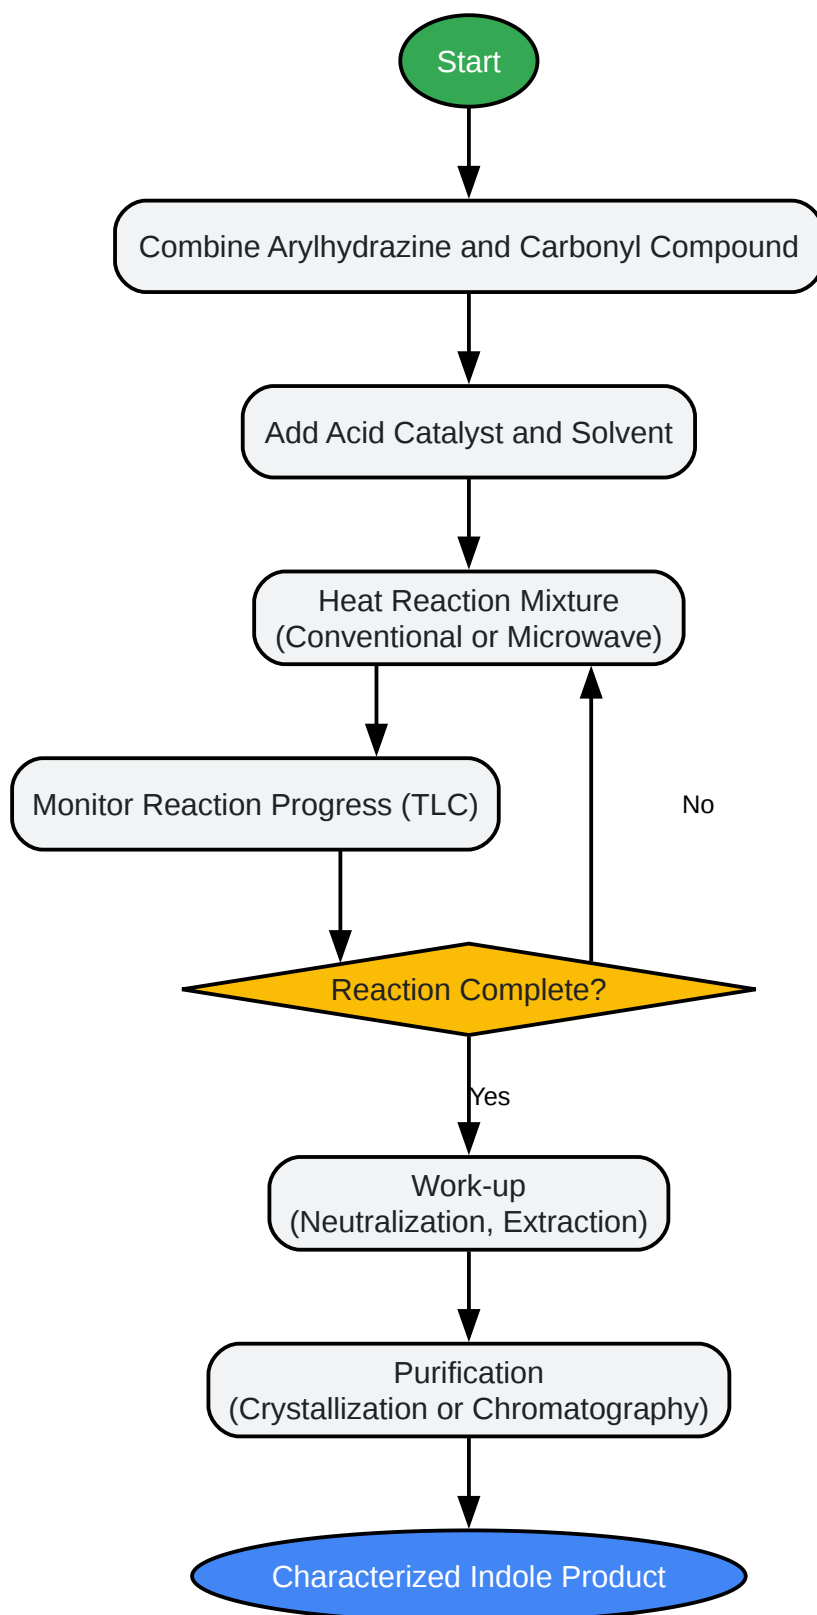 Start
Combine Arylhydrazine and Carbonyl Compound
Add Acid Catalyst and Solvent
Heat Reaction Mixture
(Conventional or Microwave)
Monitor Reaction Progress (TLC)
No
Reaction Complete?
Yes
Work-up
(Neutralization, Extraction)
Purification
(Crystallization or Chromatography)
Characterized Indole Product